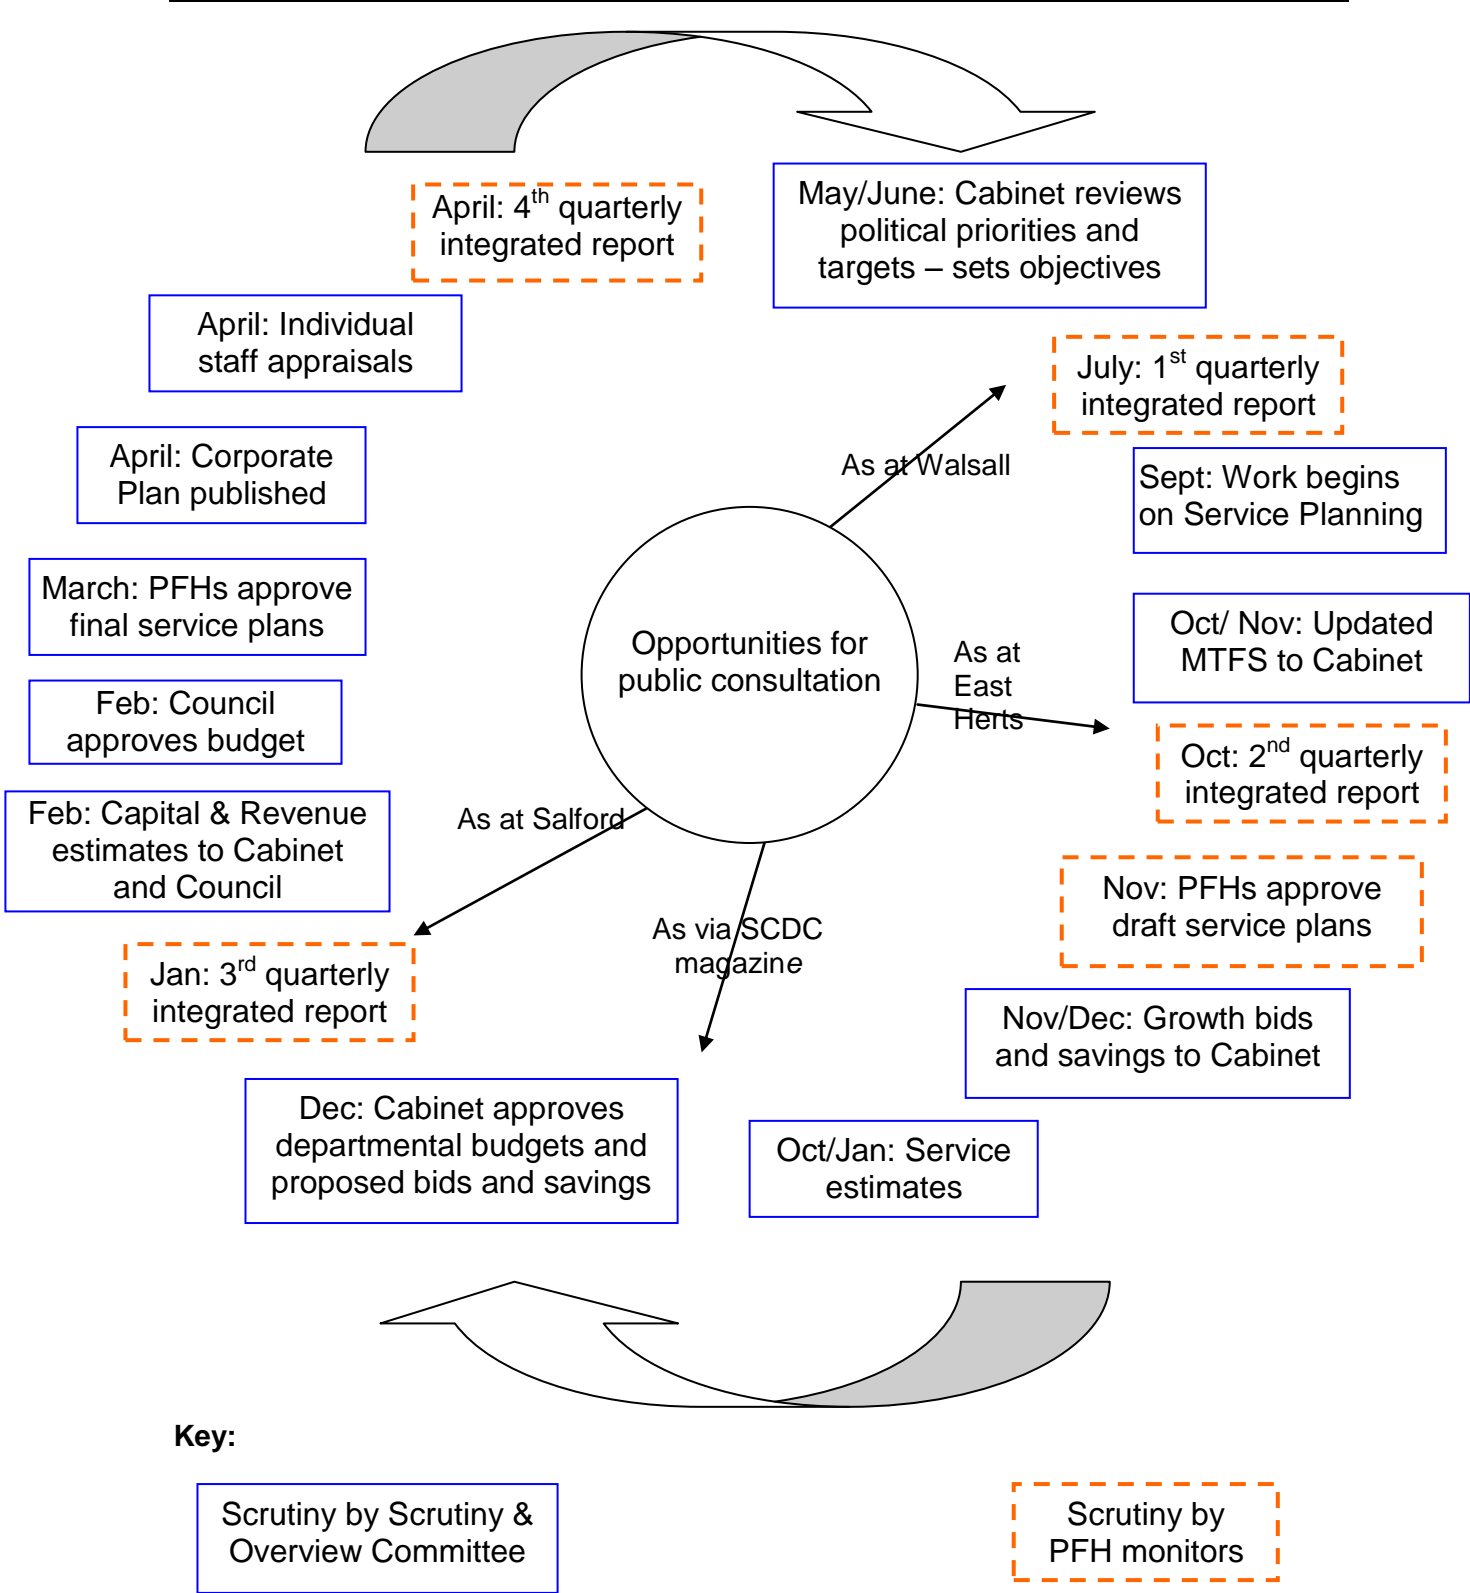 April: 4th quarterly
integrated report
May/June: Cabinet reviews
political priorities and
targets – sets objectives
April: Individual
staff appraisals
July: 1st quarterly
integrated report
April: Corporate
Plan published
As at Walsall
Sept: Work begins
on Service Planning
March: PFHs approve
final service plans
Opportunities for
public consultation
As at
East
Herts
Oct/ Nov: Updated
MTFS to Cabinet
Feb: Council
approves budget
Oct: 2nd quarterly
integrated report
Feb: Capital & Revenue
estimates to Cabinet
and Council
As at Salford
Nov: PFHs approve
draft service plans
As via SCDC
magazine
Jan: 3rd quarterly
integrated report
Nov/Dec: Growth bids
and savings to Cabinet
Dec: Cabinet approves
departmental budgets and
proposed bids and savings
Oct/Jan: Service
estimates
Key:
Scrutiny by Scrutiny &
Overview Committee
Scrutiny by
PFH monitors